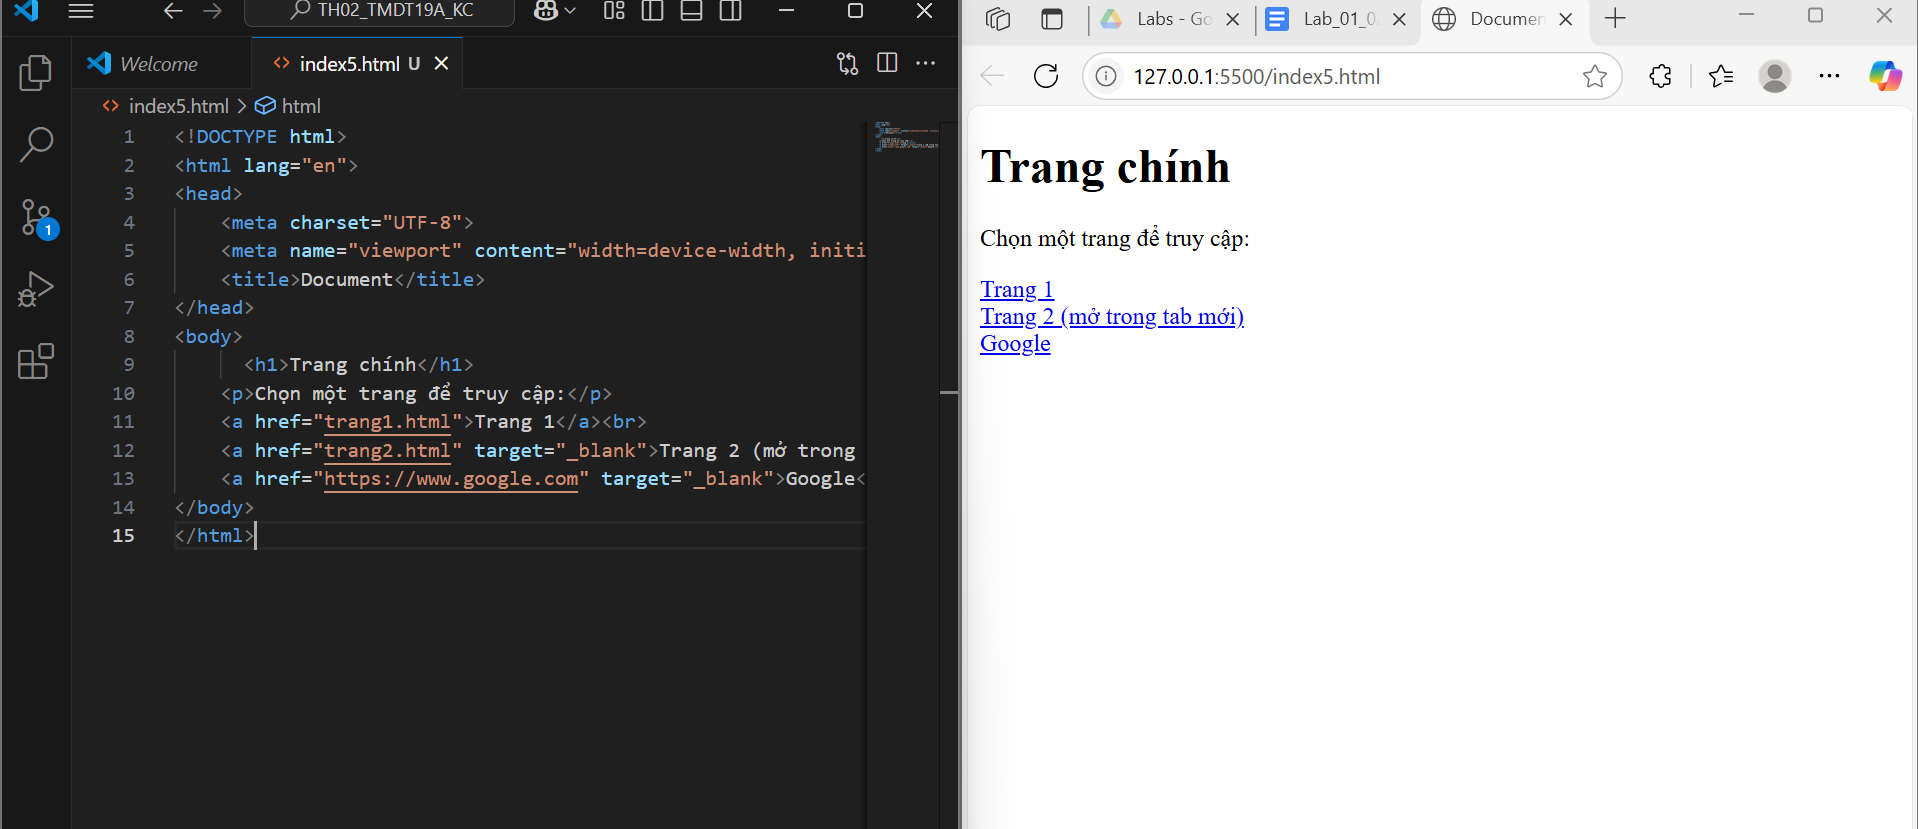 TH02_TMDT19A_KC
Welcome
index5.html U
index5.html > html
1 <!DOCTYPE html>
2 <html lang="en">
3 <head>
4 <meta charset="UTF-8">
5 <meta name="viewport" content="width=device-width, initi
6 <title>Document</title>
7 </head>
8 <body>
9 <h1>Trang chính</h1>
10 <p>Chọn một trang để truy cập:</p>
11 <a href="trang1.html">Trang 1</a><br>
12 <a href="trang2.html" target="_blank">Trang 2 (mở trong
13 <a href="https://www.google.com" target="_blank">Google<
14 </body>
15 </html>
1
Labs - Go
Lab_01_0
Documen
127.0.0.1:5500/index5.html
Trang chính
Chọn một trang để truy cập:
Trang 1
Trang 2 (mở trong tab mới)
Google